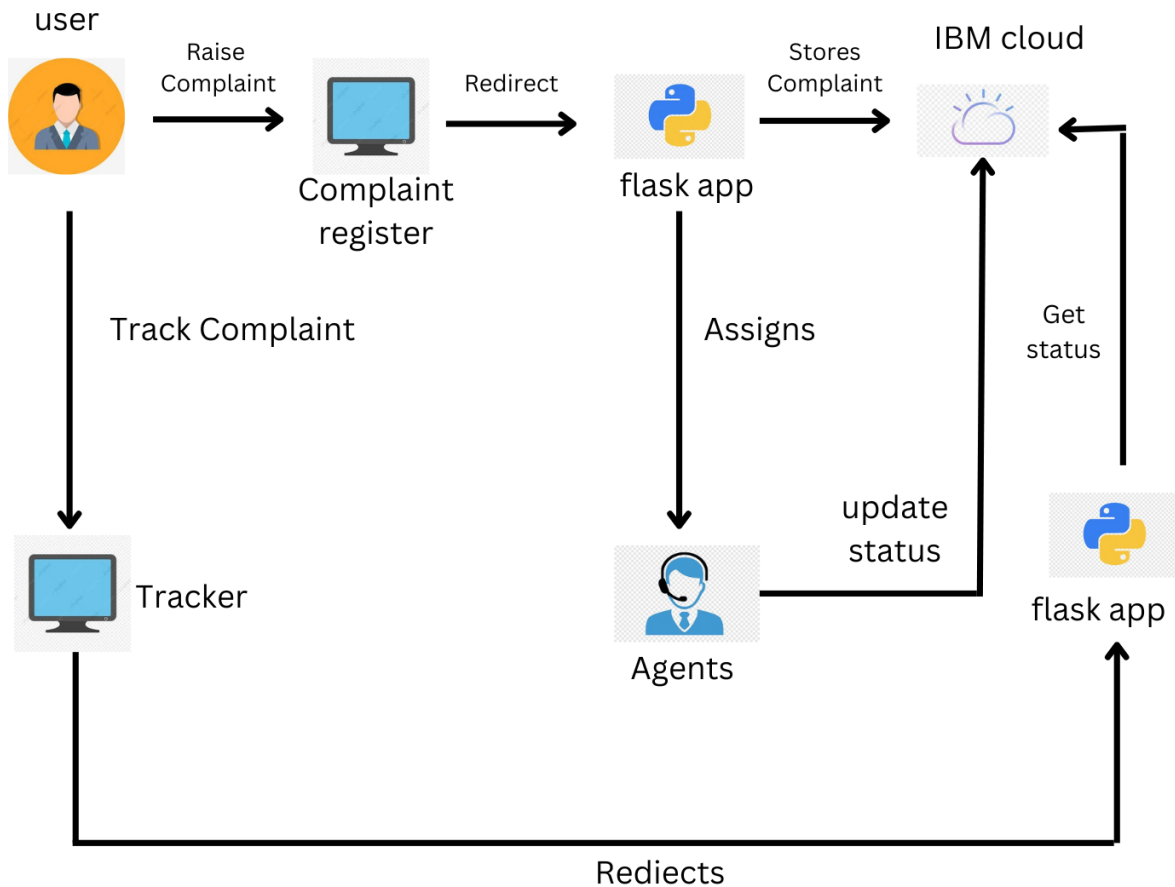 user
Raise
Complaint
Redirect
Stores
Complaint
IBM cloud
Complaint
register
flask app
Track Complaint
Assigns
Get
status
update
status
Tracker
flask app
Agents
Rediects